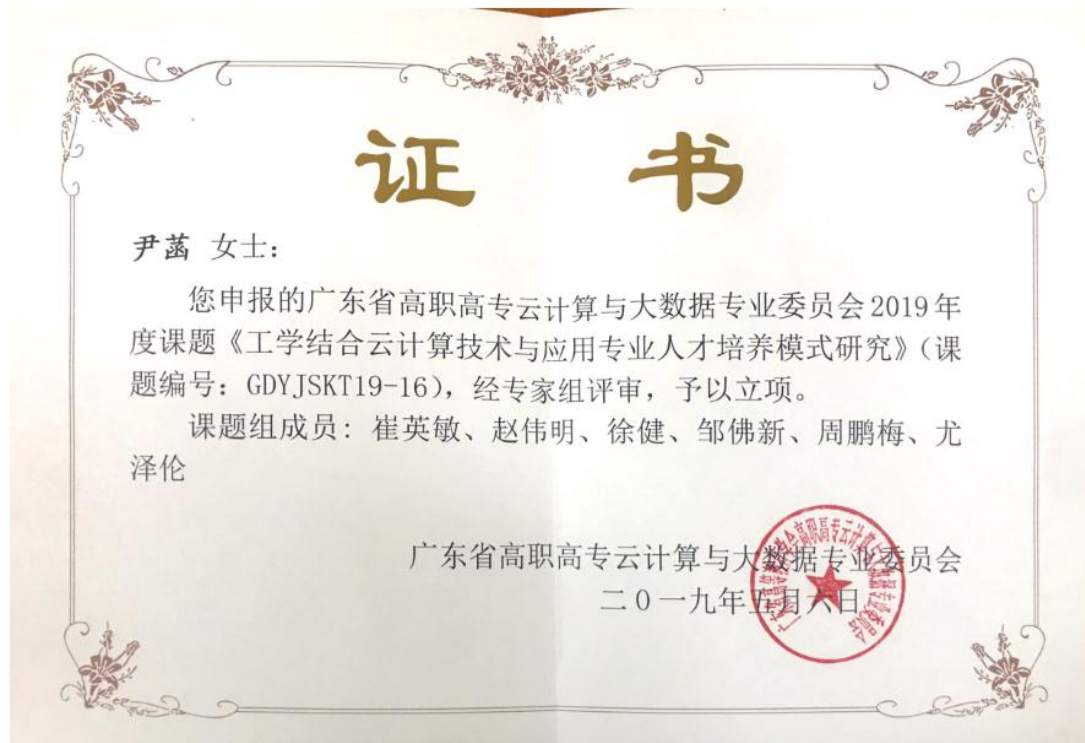 证 书
尹菡 女士：
您申报的广东省高职高专云计算与大数据专业委员会2019年
度课题《工学结合云计算技术与应用专业人才培养模式研究》（课
题编号：GDYJSKT19-16），经专家组评审，予以立项。
课题组成员：崔英敏、赵伟明、徐健、邹佛新、周鹏梅、尤
泽伦
广东省高职高专云计算与大数据专业委员会
二0一九年五月六日